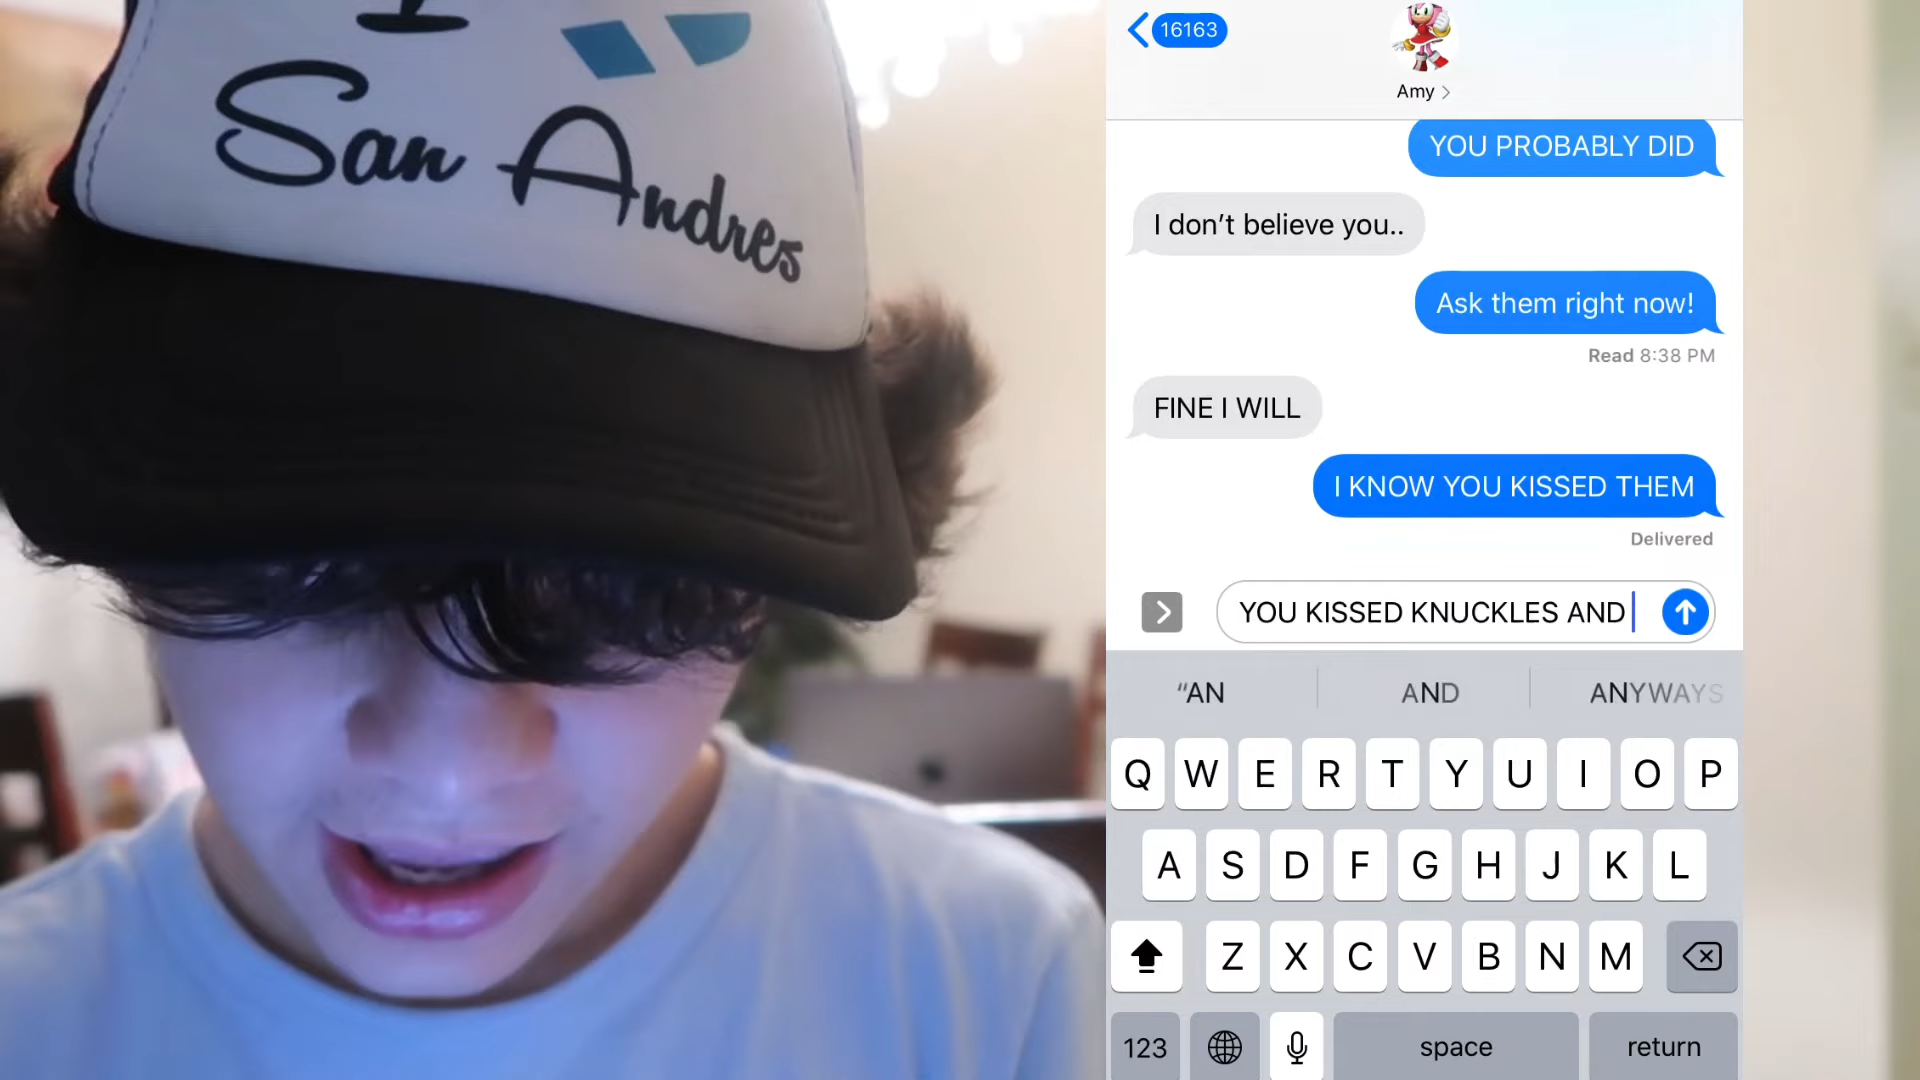 I
San Andres
16163
Amy
YOU PROBABLY DID
I don’t believe you..
Ask them right now!
Read 8:38 PM
FINE I WILL
I KNOW YOU KISSED THEM
Delivered
YOU KISSED KNUCKLES AND
“AN AND ANYWAYS
Q W E R T Y U I O P
A S D F G H J K L
Z X C V B N M
123 space return